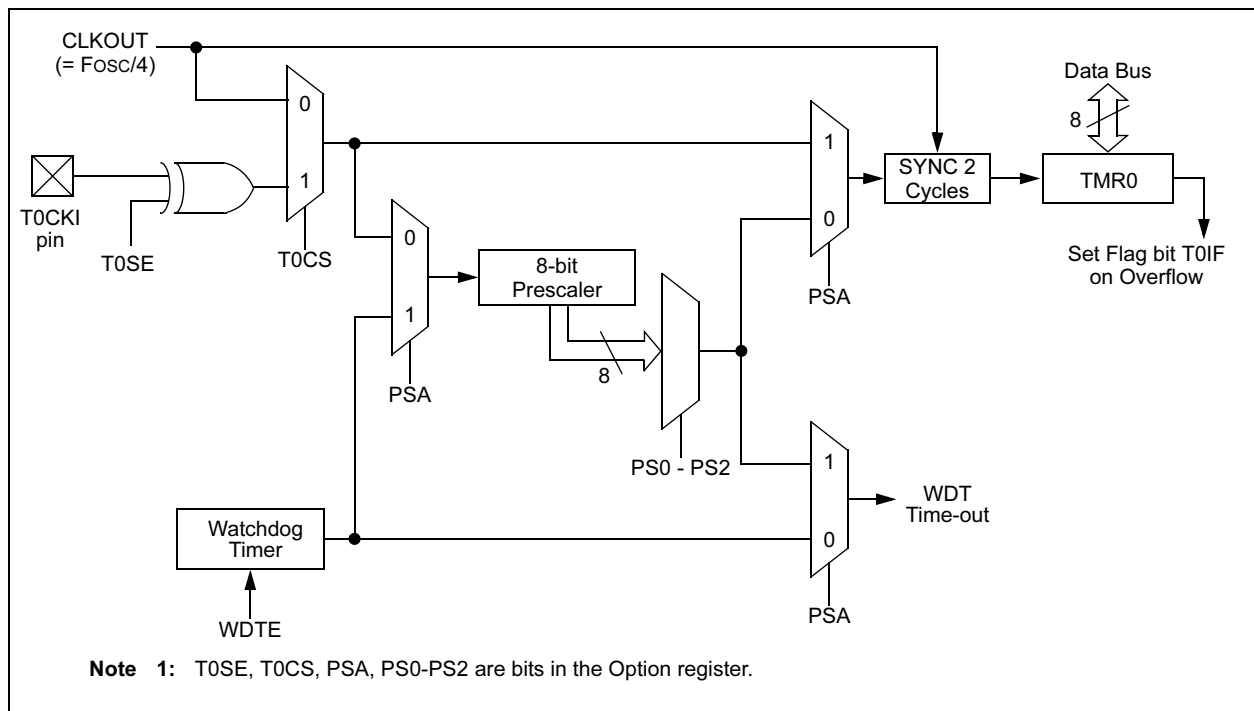 CLKOUT
(= FOSC/4)
Data Bus
0
8
1
1
SYNC 2
Cycles
TMR0
T0CKI
pin
T0SE
T0CS
0
0
8-bit
Prescaler
PSA
Set Flag bit T0IF
on Overflow
1
8
PSA
PS0 - PS2
1
WDT
Time-out
Watchdog
Timer
0
PSA
WDTE
Note 1: T0SE, T0CS, PSA, PS0-PS2 are bits in the Option register.